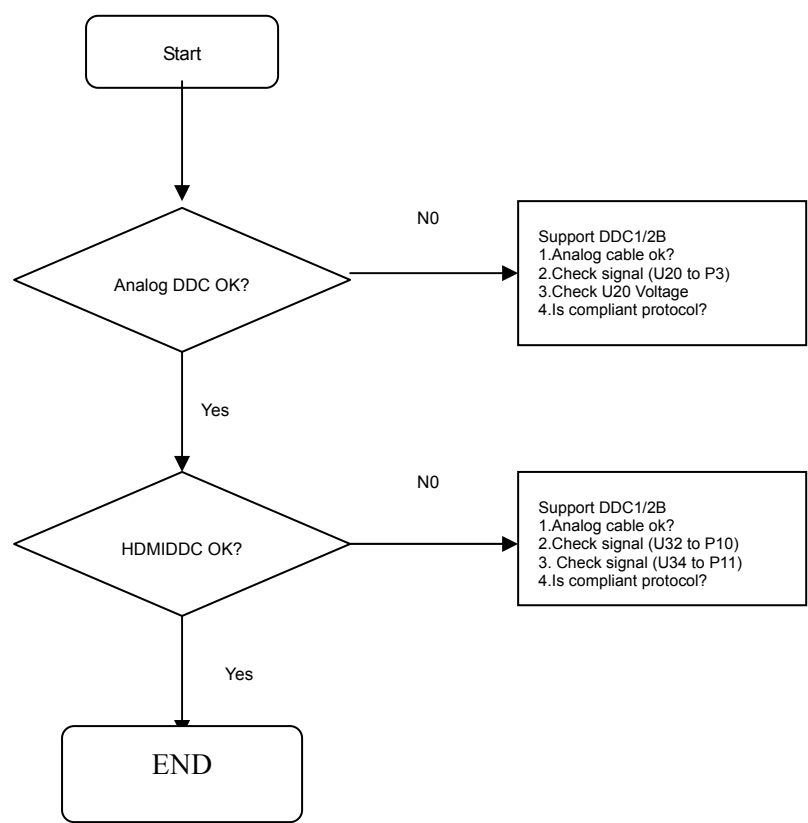 Start
N0
Support DDC1/2B
1.Analog cable ok?
2.Check signal (U20 to P3)
3.Check U20 Voltage
4.Is compliant protocol?
Analog DDC OK?
Yes
N0
Support DDC1/2B
1.Analog cable ok?
2.Check signal (U32 to P10)
3. Check signal (U34 to P11)
4.Is compliant protocol?
HDMIDDC OK?
Yes
END